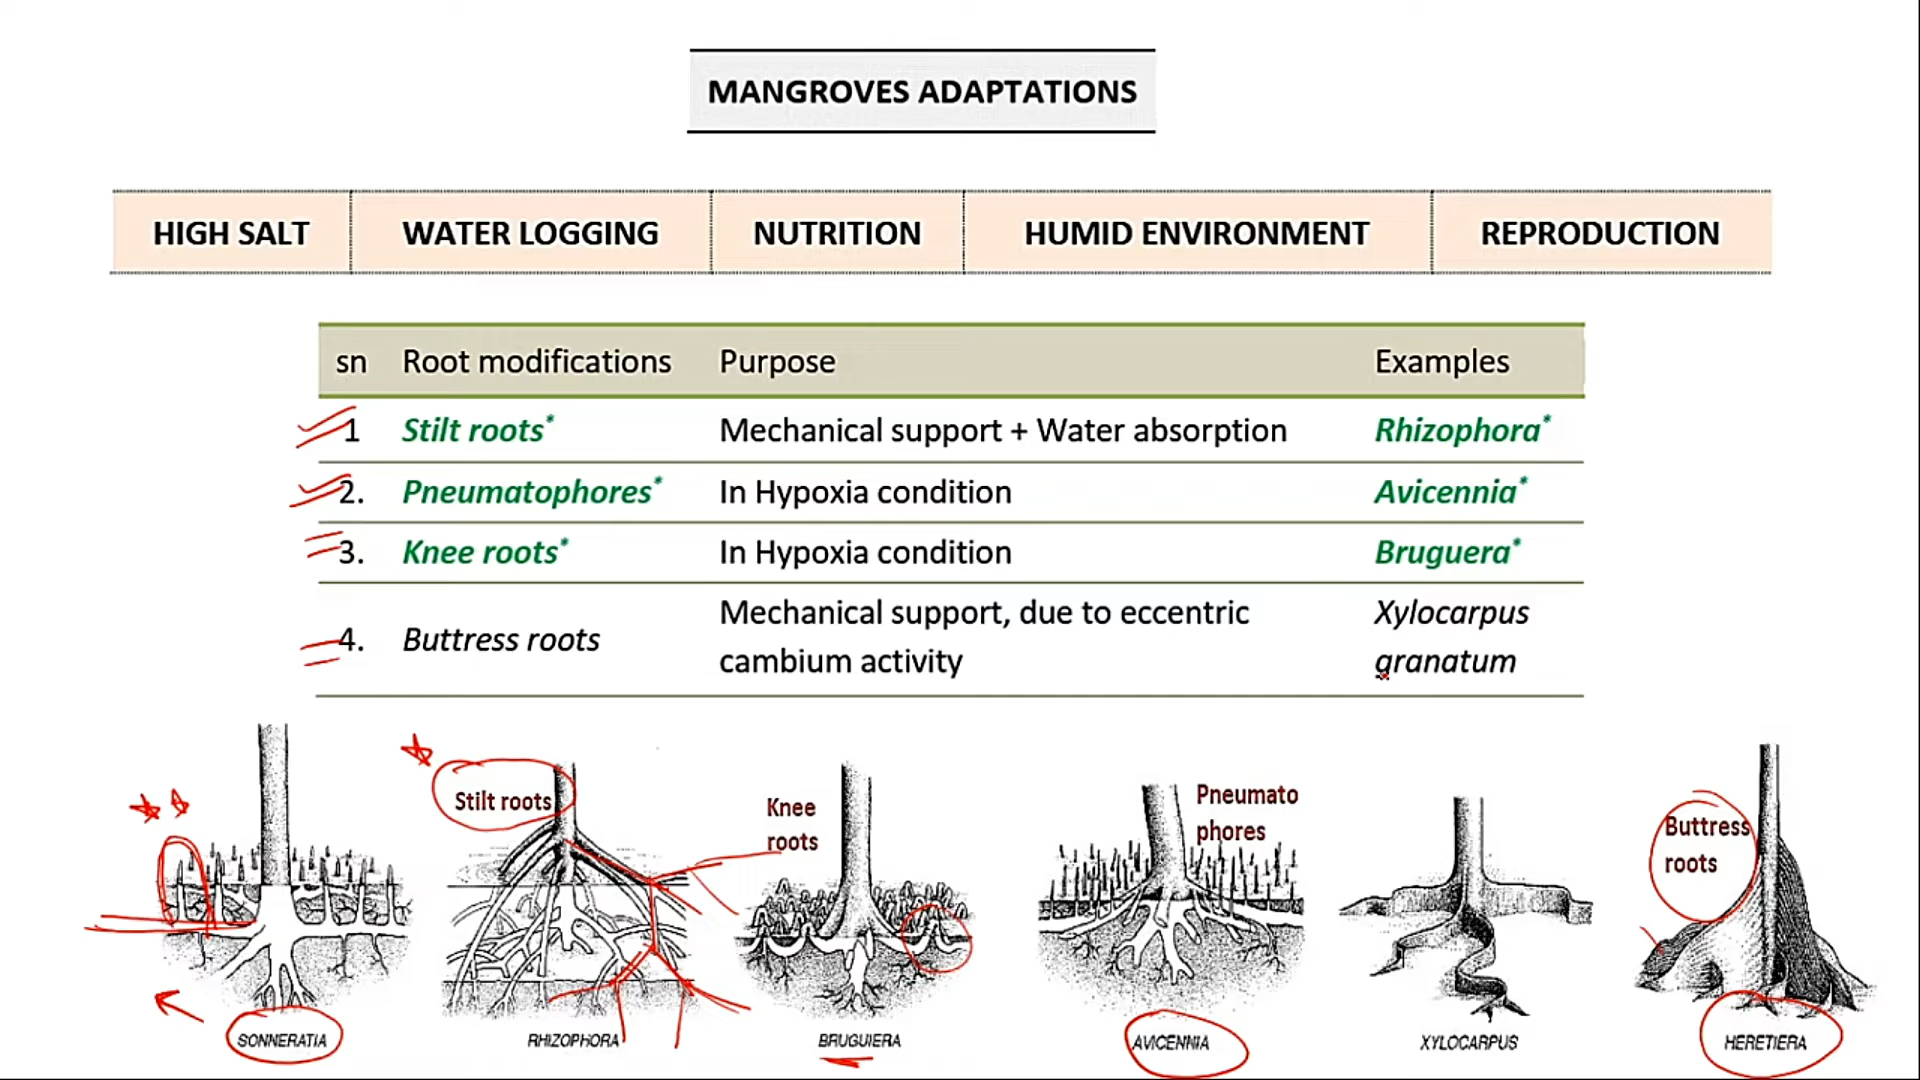 MANGROVES ADAPTATIONS
HIGH SALT WATER LOGGING NUTRITION HUMID ENVIRONMENT REPRODUCTION
sn Root modifications Purpose Examples
1 Stilt roots* Mechanical support + Water absorption Rhizophora*
2. Pneumatophores* In Hypoxia condition Avicennia*
3. Knee roots* In Hypoxia condition Bruguera*
4. Buttress roots Mechanical support, due to eccentric cambium activity Xylocarpus granatum
Stilt roots
Knee
roots
Pneumato
phores
Buttress
roots
SONNERATIA RHIZOPHORA BRUGUIERA AVICENNIA XYLOCARPUS HERETIERA